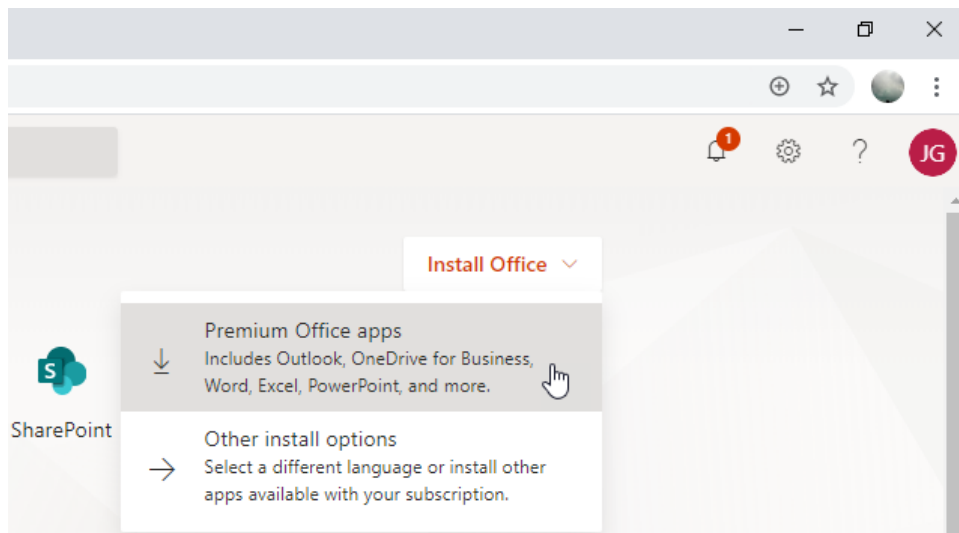 1
?
JG
Install Office
Premium Office apps
Includes Outlook, OneDrive for Business,
Word, Excel, PowerPoint, and more.
S
SharePoint
Other install options
Select a different language or install other
apps available with your subscription.